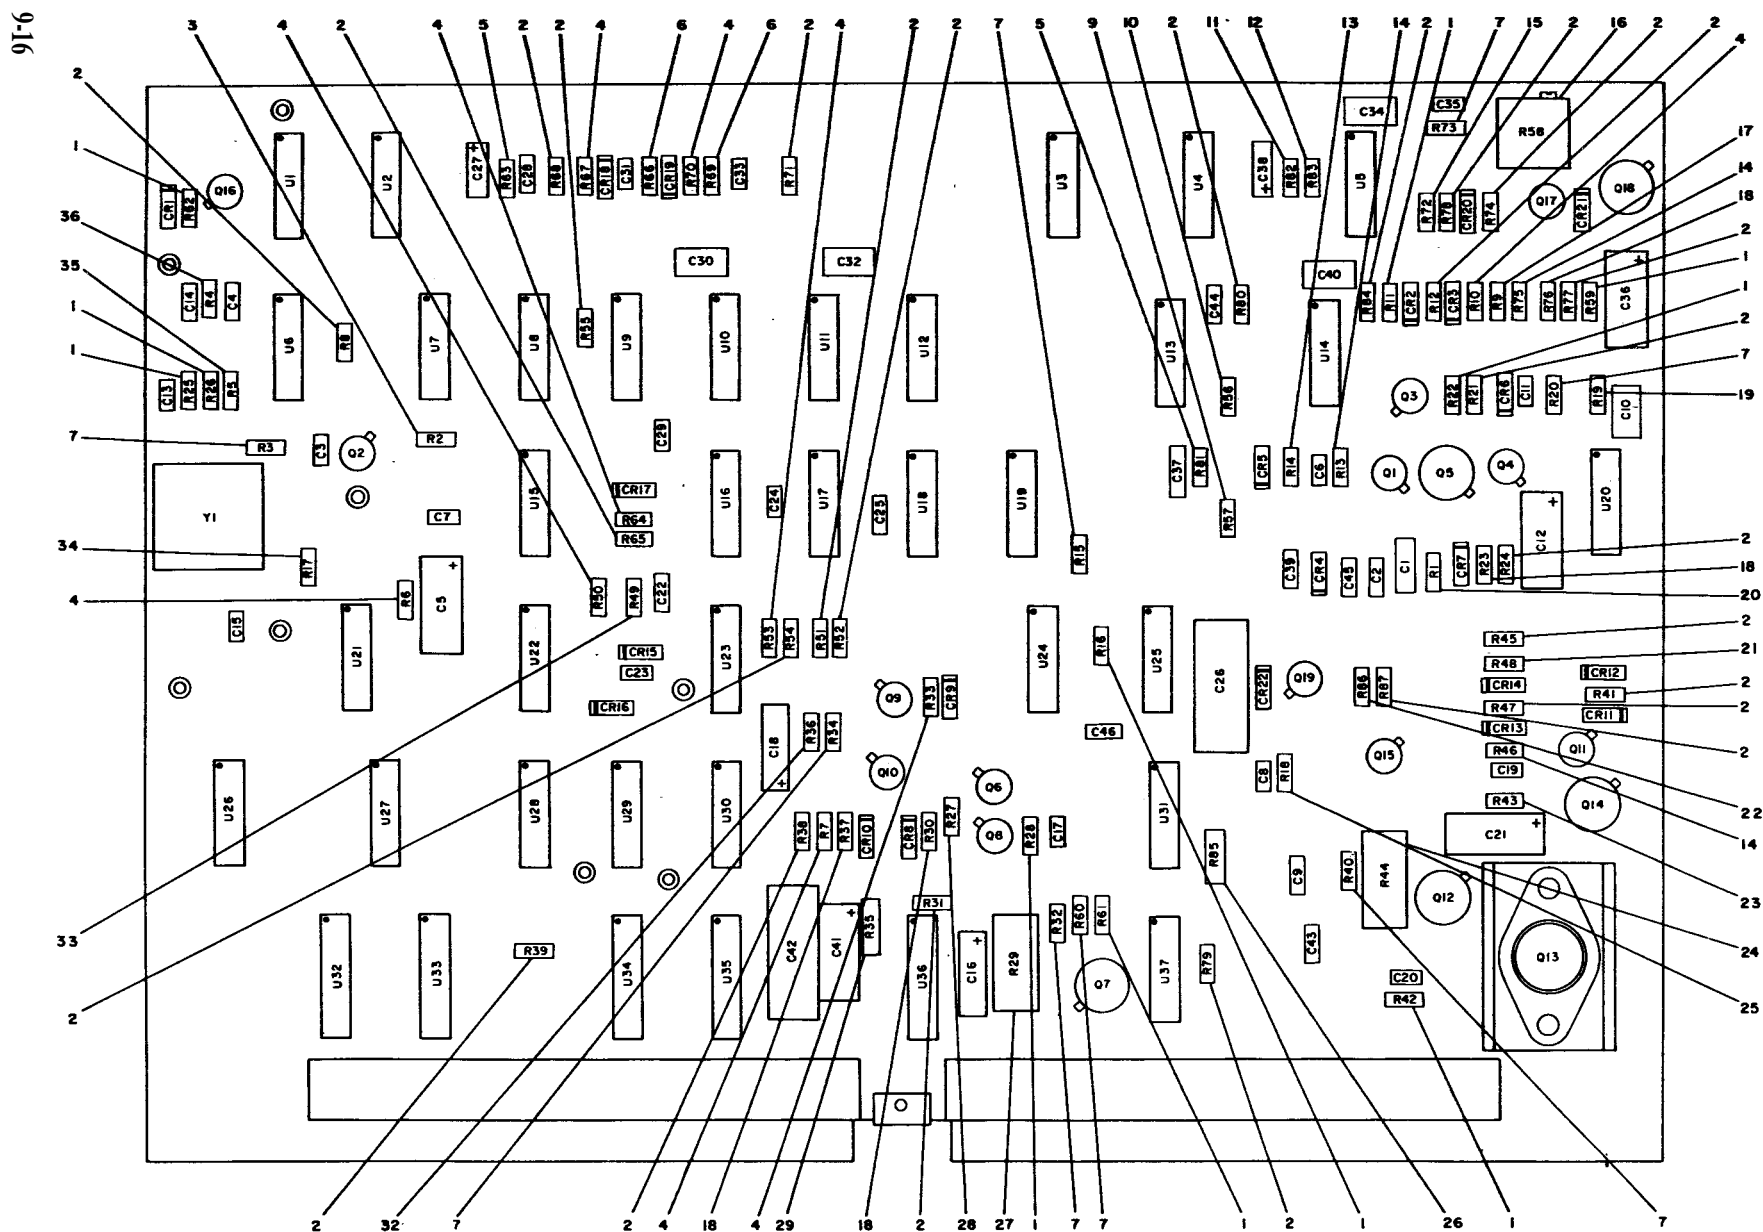 9-16
3 4 2 4 5 2 2 4 6 4 6 2 4 2 2 7 5 9 10 2 11 12 13 14 2 1 7 15 2 16 2 2 4
2
1
36
35
1
1
7
34
4
33
2
17
14
18
2
1
1
2
7
19
2
18
20
2
21
2
2
2
22
14
23
24
25
C34 C35
R73 R58
U1 U2 C27 + R63 C28 R68 R67 CR18 C31 R66 CR19 R70 R69 C33 R71 U3 U4 C38 + R82 R83 U5
CR1 R62 Q16 R72 R78 CR20 R74 Q17 CR21 Q18
C30 C32 C40
C14 R4 C4 C44 R80 R84 R11 CR2 R12 CR3 R10 R9 R75 R76 R77 R59 C36 +
U6 R8 U7 U8 R55 U9 U10 U11 U12 U13 U14
C13 R25 R26 R5 R56 Q3 R22 R21 CR6 C11 R20 R19 C10
R3 C3 Q2 R2 C29
C37 R81 CR5 R14 C6 R13 Q1 Q5 Q4
Y1 C7 U15 CR17 U16 C24 U17 C25 U18 U19 R57 C12 + U20
R64
R65
R17 R15
R6 C5 + R50 R49 C22 C39 CR4 C45 C2 C1 R1 CR7 R23 R24
C15 U21 U22 CR15 U23 R53 R54 R51 R52 U24 R16 U25 C26 R45
C23 R48 CR12
CR16 Q9 R33 CR9 CR22 Q19 R86 R87 CR14 R41
R47 CR11
C18 + R36 R34 C46 CR13
Q10 Q6 C8 R18 Q15 R46 Q11
C19
U26 U27 U28 U29 U30 U31 R43 Q14
R38 R7 R37 CR10 CR8 R30 R27 Q8 R28 C17 R85 C21 +
C9 R40 R44 Q12
R31
U32 U33 R39 U34 U35 C42 C41 + R35 U36 C16 + R29 R32 R60 R61 Q7 U37 R79 C43 Q13
C20
R42
2 32 7 2 4 18 4 29 18 2 28 27 1 7 7 1 2 1 26 1 7